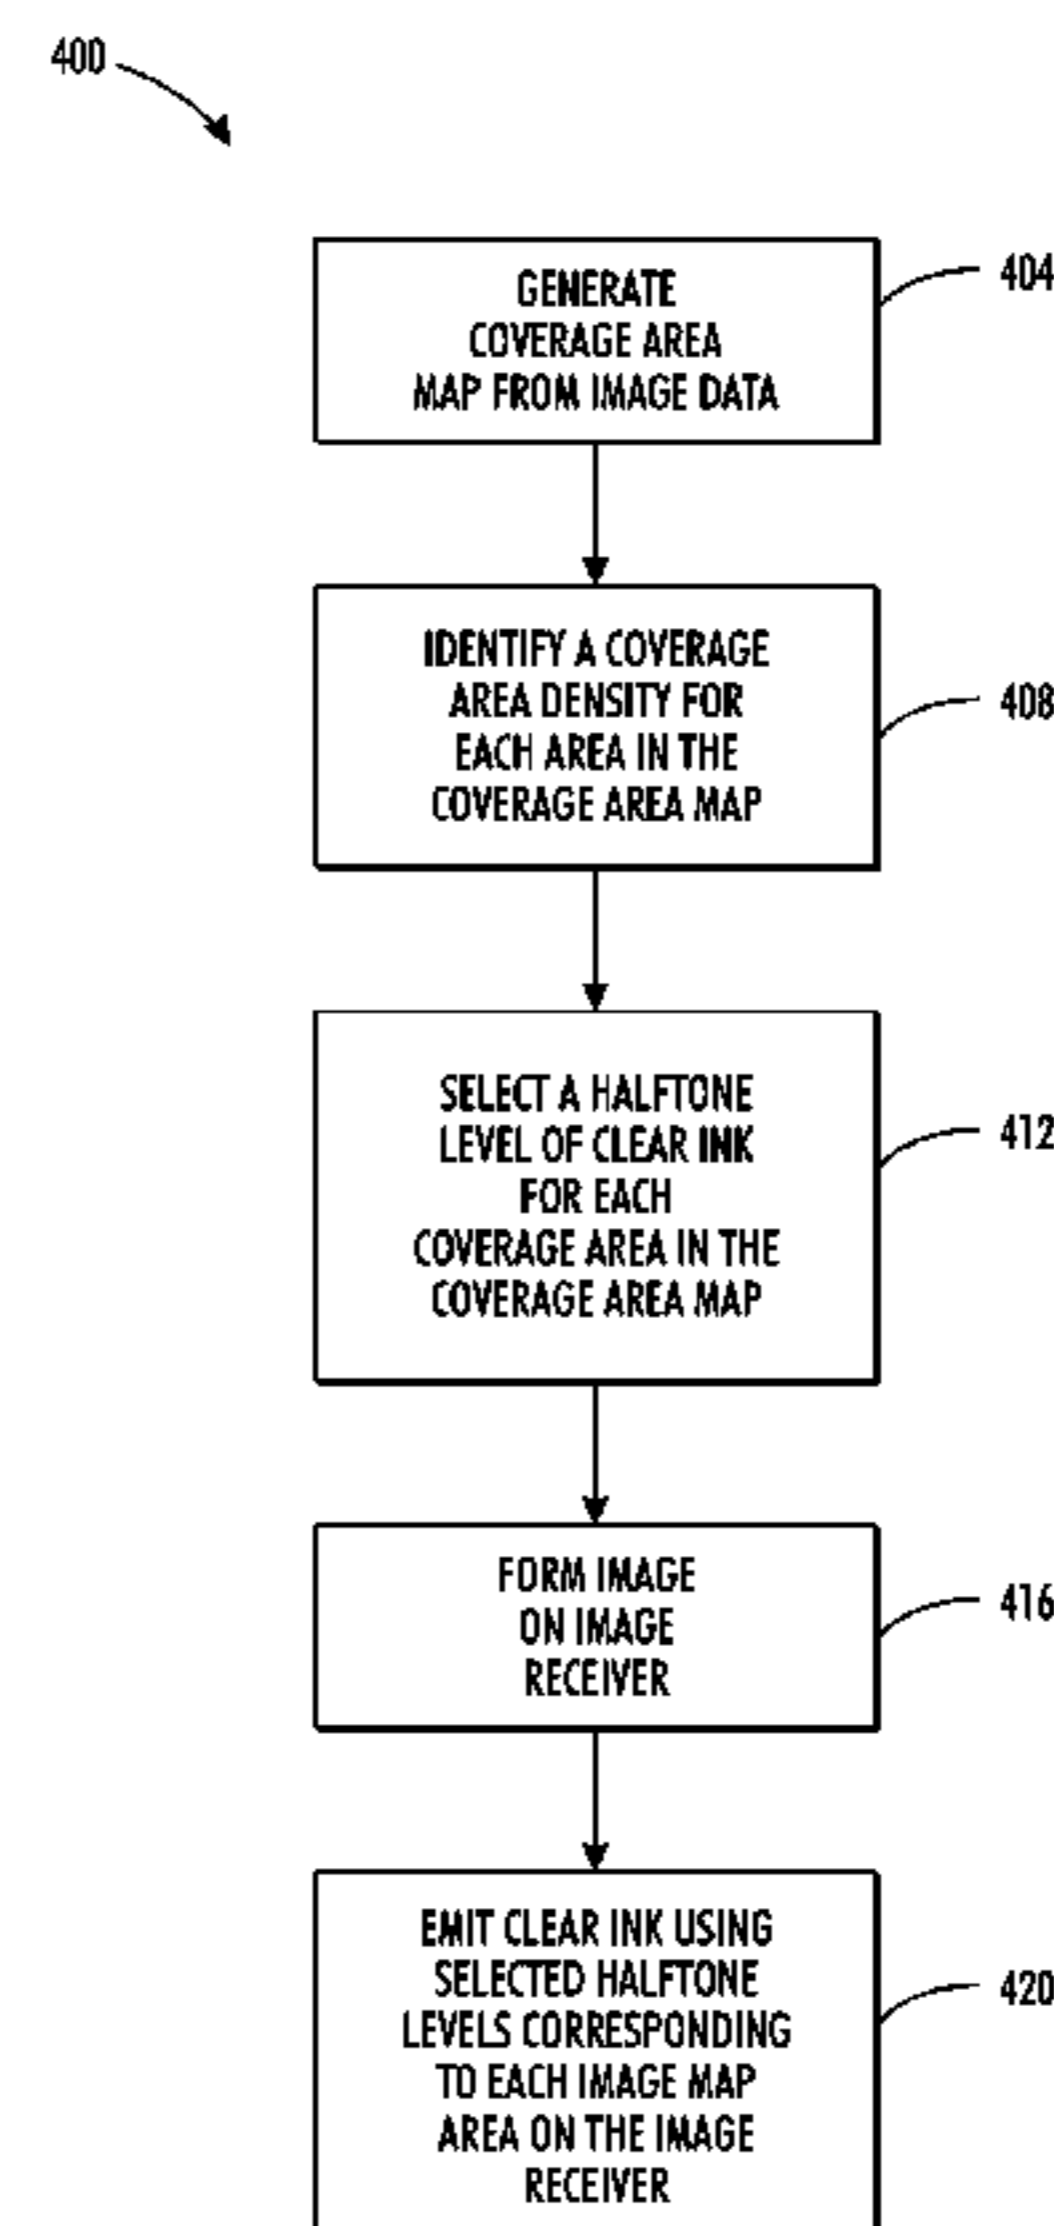 400
GENERATE
COVERAGE AREA
MAP FROM IMAGE DATA
404
IDENTIFY A COVERAGE
AREA DENSITY FOR
EACH AREA IN THE
COVERAGE AREA MAP
408
SELECT A HALFTONE
LEVEL OF CLEAR INK
FOR EACH
COVERAGE AREA IN THE
COVERAGE AREA MAP
412
FORM IMAGE
ON IMAGE
RECEIVER
416
EMIT CLEAR INK USING
SELECTED HALFTONE
LEVELS CORRESPONDING
TO EACH IMAGE MAP
AREA ON THE IMAGE
RECEIVER
420